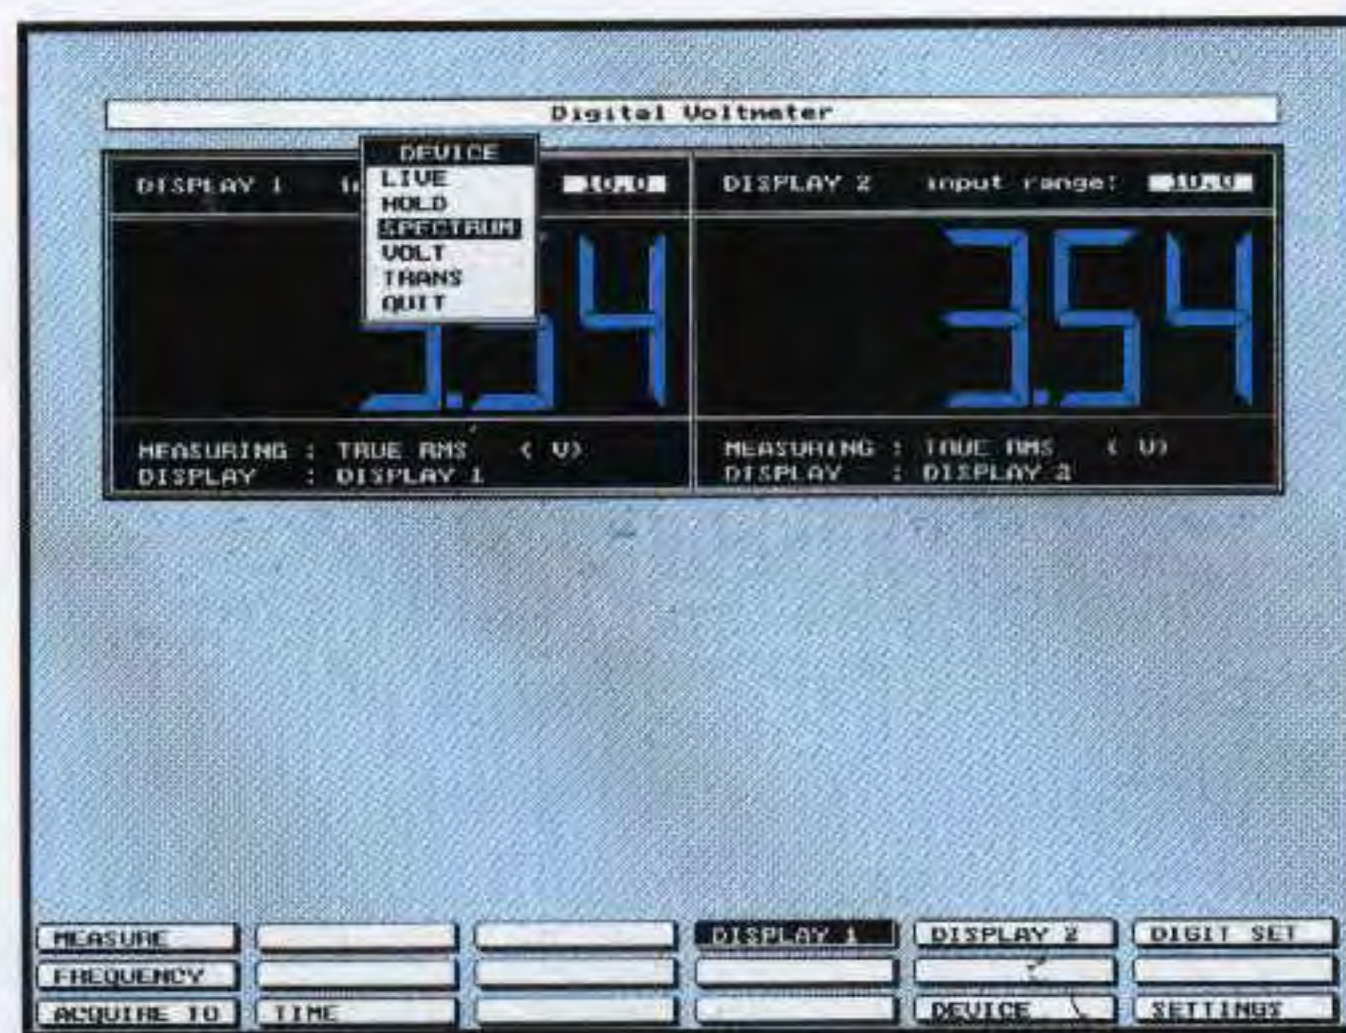 Digital Voltmeter
DEVICE
LIVE
HOLD
SPECTRUM
VOLT
TRANS
QUIT
DISPLAY 1 10.0
3.54
MEASURING : TRUE RMS ( V)
DISPLAY : DISPLAY 1
DISPLAY 2 input range: 10.0
3.54
MEASURING : TRUE RMS ( V)
DISPLAY : DISPLAY 2
MEASURE DISPLAY 1 DISPLAY 2 DIGIT SET
FREQUENCY
ACQUIRE TO TIME DEVICE SETTINGS